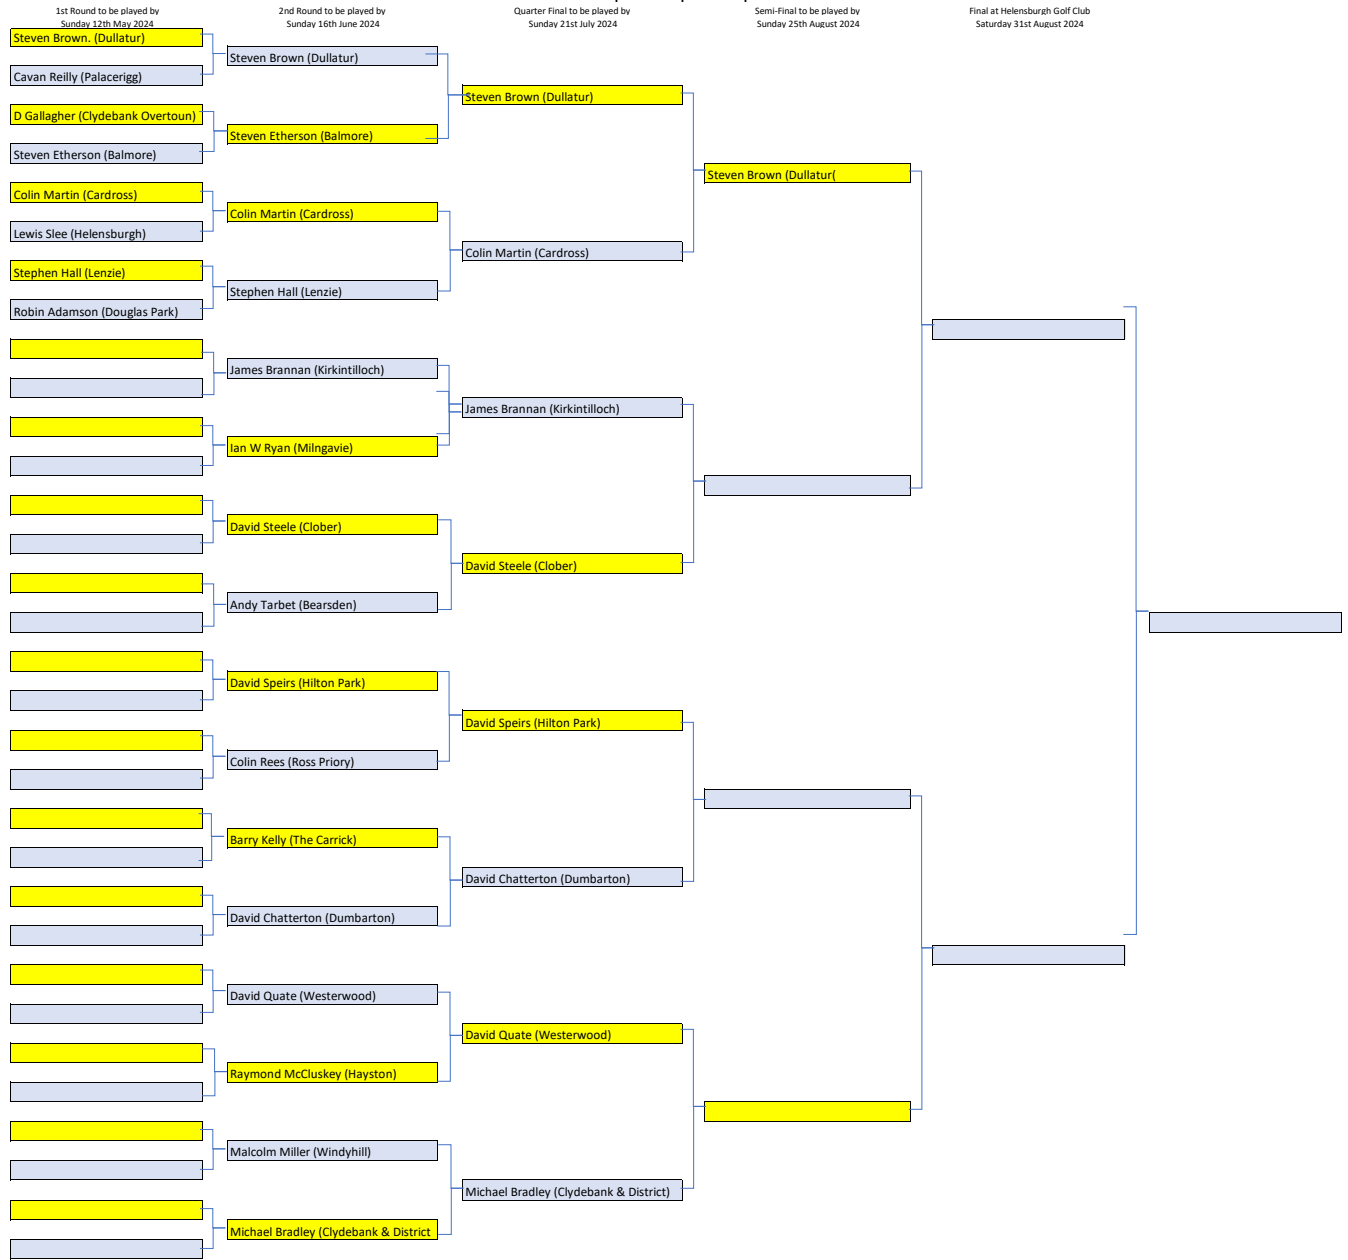 1st Round to be played by
Sunday 12th May 2024
2nd Round to be played by
Sunday 16th June 2024
Quarter Final to be played by
Sunday 21st July 2024
Semi-Final to be played by
Sunday 25th August 2024
Final at Helensburgh Golf Club
Saturday 31st August 2024
Steven Brown. (Dullatur)
Cavan Reilly (Palacerigg)
D Gallagher (Clydebank Overtoun)
Steven Etherson (Balmore)
Colin Martin (Cardross)
Lewis Slee (Helensburgh)
Stephen Hall (Lenzie)
Robin Adamson (Douglas Park)
Steven Brown (Dullatur)
Steven Etherson (Balmore)
Colin Martin (Cardross)
Stephen Hall (Lenzie)
James Brannan (Kirkintilloch)
Ian W Ryan (Milngavie)
David Steele (Clober)
Andy Tarbet (Bearsden)
David Speirs (Hilton Park)
Colin Rees (Ross Priory)
Barry Kelly (The Carrick)
David Chatterton (Dumbarton)
David Quate (Westerwood)
Raymond McCluskey (Hayston)
Malcolm Miller (Windyhill)
Michael Bradley (Clydebank & District
Steven Brown (Dullatur)
Colin Martin (Cardross)
James Brannan (Kirkintilloch)
David Steele (Clober)
David Speirs (Hilton Park)
David Chatterton (Dumbarton)
David Quate (Westerwood)
Michael Bradley (Clydebank & District)
Steven Brown (Dullatur(